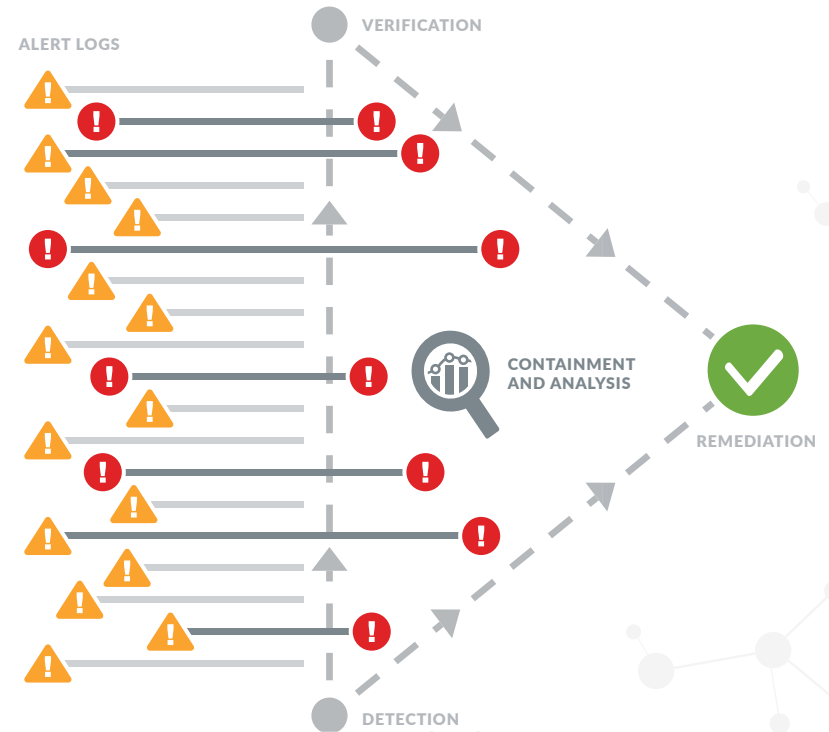 VERIFICATION
ALERT LOGS
CONTAINMENT
AND ANALYSIS
REMEDIATION
DETECTION